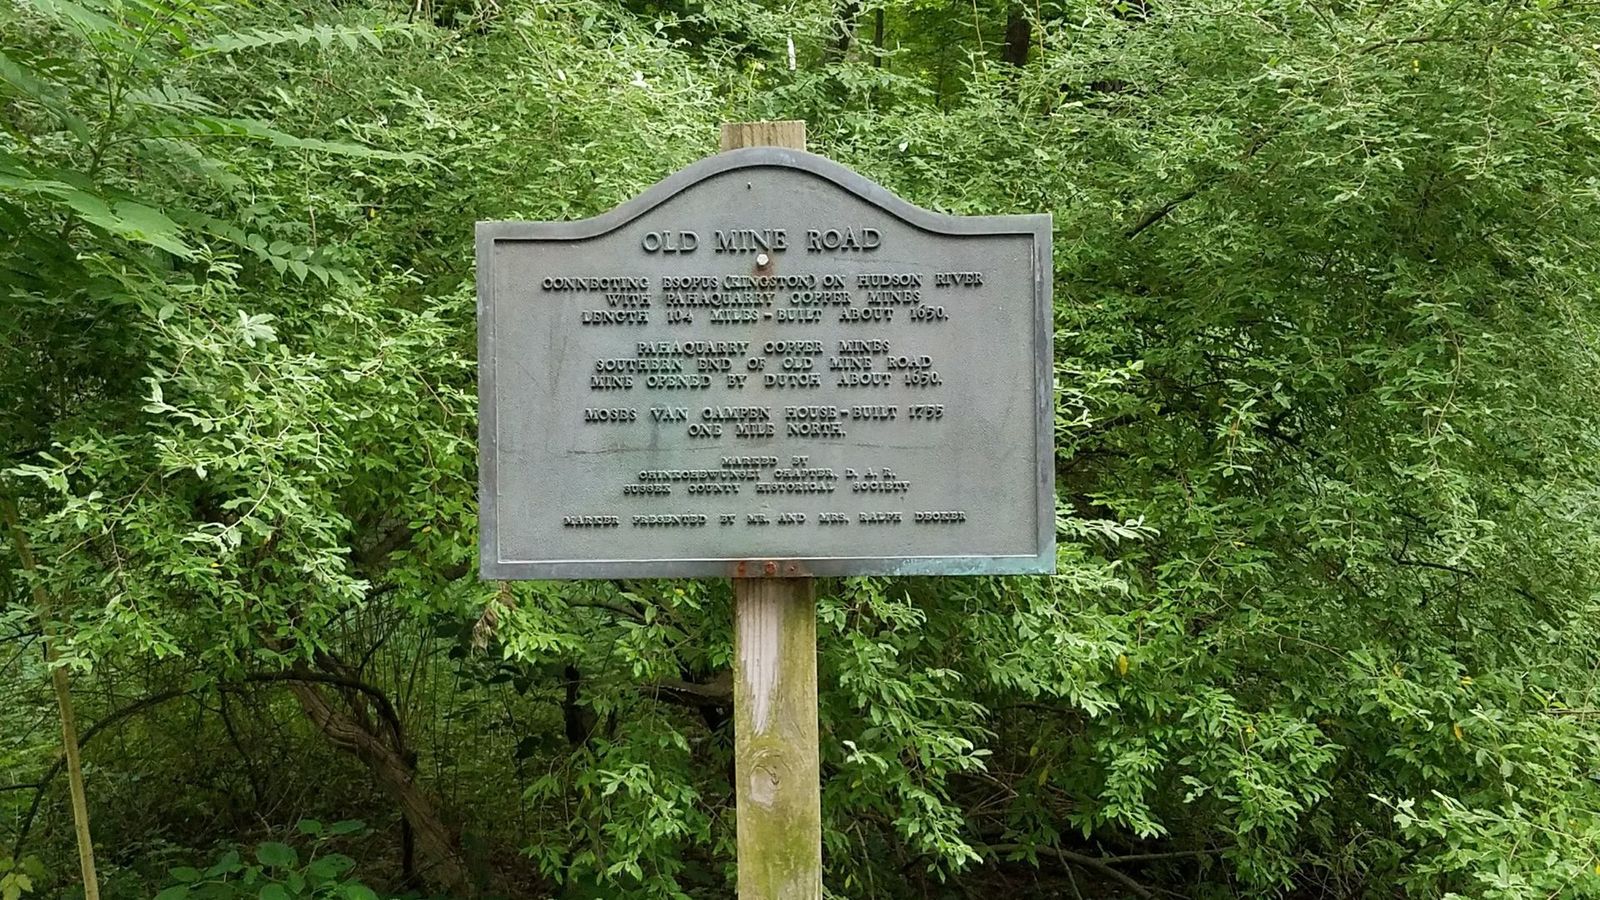 OLD MINE ROAD
CONNECTING ESOPUS (KINGSTON) ON HUDSON RIVER
WITH PAHAQUARRY COPPER MINES
LENGTH 104 MILES - BUILT ABOUT 1650.
PAHAQUARRY COPPER MINES
SOUTHERN END OF OLD MINE ROAD
MINE OPENED BY DUTCH ABOUT 1650.
MOSES VAN CAMPEN HOUSE - BUILT 1755
ONE MILE NORTH.
MARKED BY
CHINKCHEWUNSKI CHAPTER, D. A. R.
SUSSEX COUNTY HISTORICAL SOCIETY
MARKER PRESENTED BY MR. AND MRS. RALPH DECKER